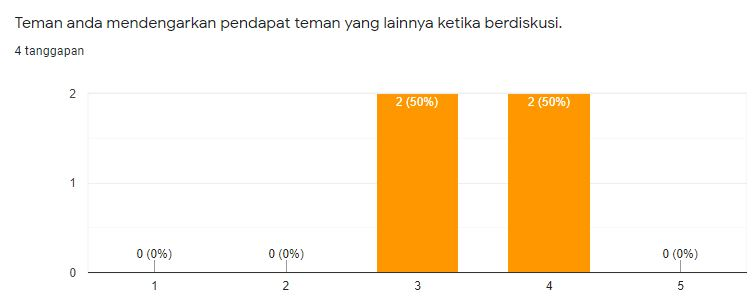 Teman anda mendengarkan pendapat teman yang lainnya ketika berdiskusi.
4 tanggapan
2
2 (50%) 2 (50%)
1
0 (0%) 0 (0%) 0 (0%)
0
1 2 3 4 5